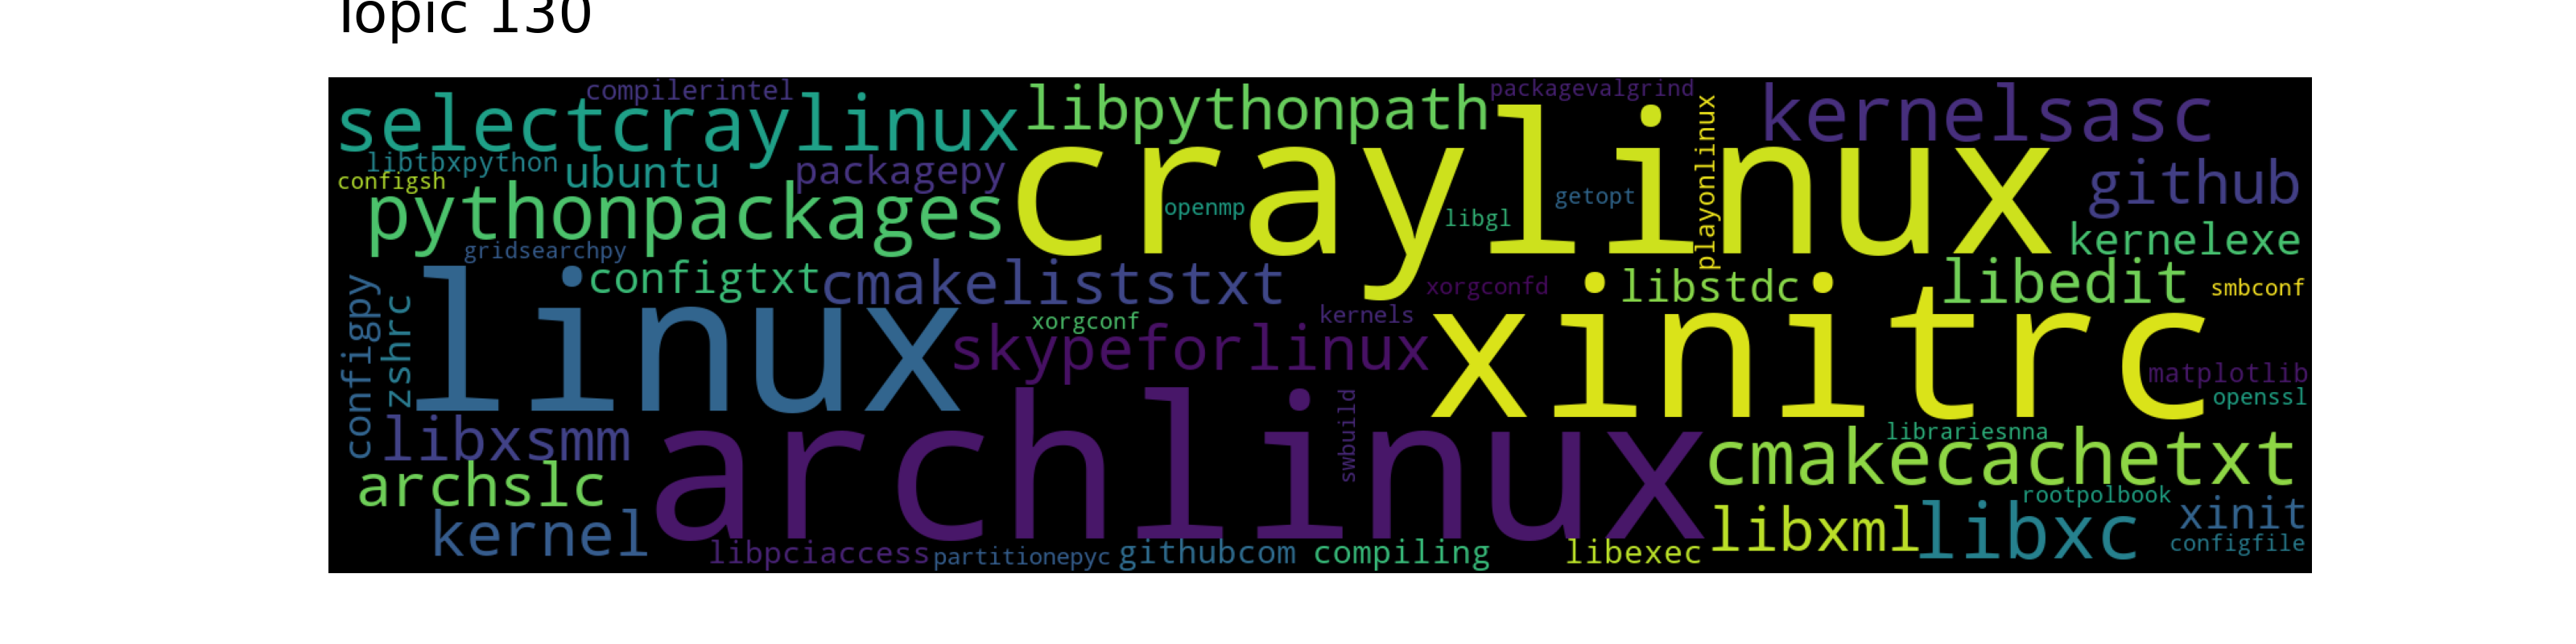 Topic 130
compilerintel
packagevalgrind
selectcraylinux
libpythonpath
kernelsasc
libtbxpython
ubuntu
packagepy
craylinux
playonlinux
github
configsh
pythonpackages
openmp
libgl
getopt
kernelexe
gridsearchpy
linux
configtxt
cmakeliststxt
xorgconfd
libstdc
libedit
smbconf
configpy
zshrc
xorgconf
kernels
skypeforlinux
xinitrc
matplotlib
openssl
libxsmm
archlinux
swbuild
cmakecachetxt
librariesnna
archslc
rootpolbook
kernel
libxml
libxc
xinit
configfile
libpciaccess
partitionepyc
githubcom
compiling
libexec